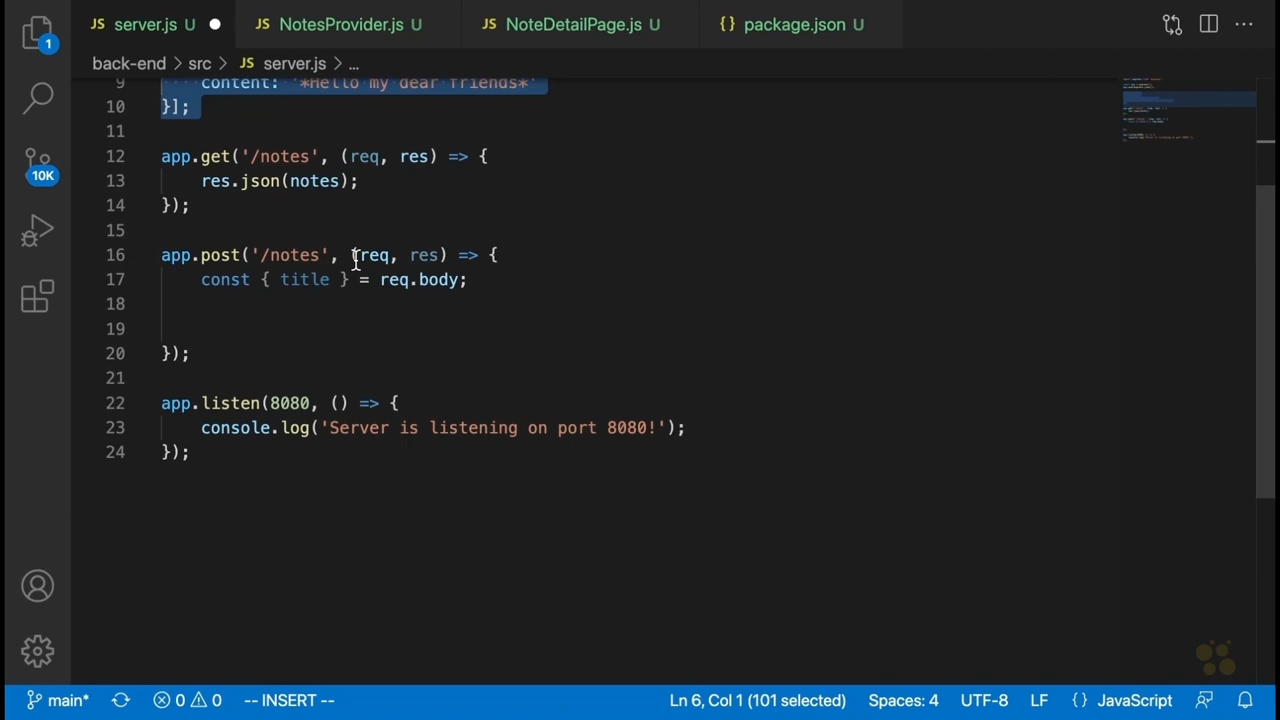 JS server.js U ● JS NotesProvider.js U JS NoteDetailPage.js U {} package.json U
1
back-end > src > JS server.js > ...
9 content: '*Hello my dear friends*'
10 }];
11
12 app.get('/notes', (req, res) => {
13 res.json(notes);
14 });
15
16 app.post('/notes', (req, res) => {
17 const { title } = req.body;
18
19
20 });
21
22 app.listen(8080, () => {
23 console.log('Server is listening on port 8080!');
24 });
10K
main* 0 0 -- INSERT -- Ln 6, Col 1 (101 selected) Spaces: 4 UTF-8 LF {} JavaScript